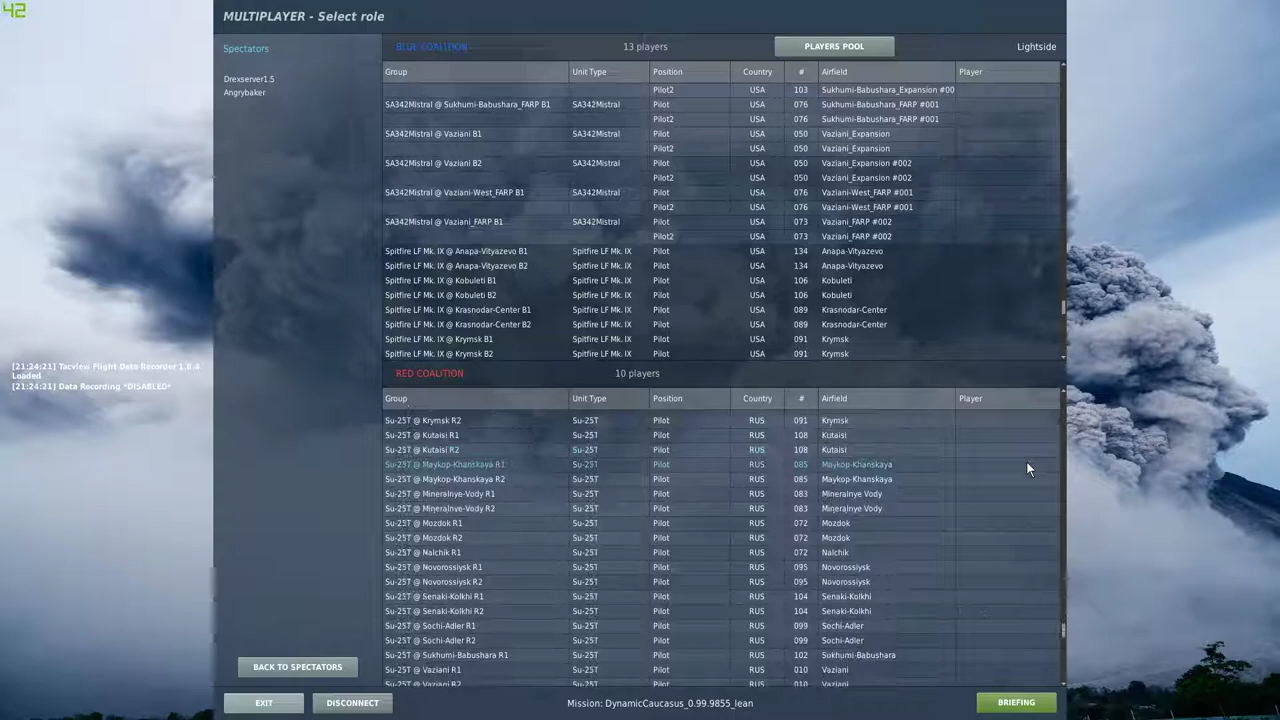 42
MULTIPLAYER - Select role
Spectators
Drexserver1.5
Angrybaker
BLUE COALITION 13 players PLAYERS POOL Lightside
Group Unit Type Position Country # Airfield Player
Pilot2 USA 103 Sukhumi-Babushara_Expansion #00
SA342Mistral @ Sukhumi-Babushara_FARP B1 SA342Mistral Pilot USA 076 Sukhumi-Babushara_FARP #001
Pilot2 USA 076 Sukhumi-Babushara_FARP #001
SA342Mistral @ Vaziani B1 SA342Mistral Pilot USA 050 Vaziani_Expansion
Pilot2 USA 050 Vaziani_Expansion
SA342Mistral @ Vaziani B2 SA342Mistral Pilot USA 050 Vaziani_Expansion #002
Pilot2 USA 050 Vaziani_Expansion #002
SA342Mistral @ Vaziani-West_FARP B1 SA342Mistral Pilot USA 076 Vaziani-West_FARP #001
Pilot2 USA 076 Vaziani-West_FARP #001
SA342Mistral @ Vaziani_FARP B1 SA342Mistral Pilot USA 073 Vaziani_FARP #002
Pilot2 USA 073 Vaziani_FARP #002
Spitfire LF Mk. IX @ Anapa-Vityazevo B1 Spitfire LF Mk. IX Pilot USA 134 Anapa-Vityazevo
Spitfire LF Mk. IX @ Anapa-Vityazevo B2 Spitfire LF Mk. IX Pilot USA 134 Anapa-Vityazevo
Spitfire LF Mk. IX @ Kobuleti B1 Spitfire LF Mk. IX Pilot USA 106 Kobuleti
Spitfire LF Mk. IX @ Kobuleti B2 Spitfire LF Mk. IX Pilot USA 106 Kobuleti
Spitfire LF Mk. IX @ Krasnodar-Center B1 Spitfire LF Mk. IX Pilot USA 089 Krasnodar-Center
Spitfire LF Mk. IX @ Krasnodar-Center B2 Spitfire LF Mk. IX Pilot USA 089 Krasnodar-Center
Spitfire LF Mk. IX @ Krymsk B1 Spitfire LF Mk. IX Pilot USA 091 Krymsk
Spitfire LF Mk. IX @ Krymsk B2 Spitfire LF Mk. IX Pilot USA 091 Krymsk
[21:24:21] Tacview Flight Data Recorder 1.8.4
Loaded
[21:24:21] Data Recording *DISABLED*
RED COALITION 10 players
Group Unit Type Position Country # Airfield Player
Su-25T @ Krymsk R2 Su-25T Pilot RUS 091 Krymsk
Su-25T @ Kutaisi R1 Su-25T Pilot RUS 108 Kutaisi
Su-25T @ Kutaisi R2 Su-25T Pilot RUS 108 Kutaisi
Su-25T @ Maykop-Khanskaya R1 Su-25T Pilot RUS 085 Maykop-Khanskaya
Su-25T @ Maykop-Khanskaya R2 Su-25T Pilot RUS 085 Maykop-Khanskaya
Su-25T @ Mineralnye-Vody R1 Su-25T Pilot RUS 083 Mineralnye Vody
Su-25T @ Mineralnye-Vody R2 Su-25T Pilot RUS 083 Mineralnye Vody
Su-25T @ Mozdok R1 Su-25T Pilot RUS 072 Mozdok
Su-25T @ Mozdok R2 Su-25T Pilot RUS 072 Mozdok
Su-25T @ Nalchik R1 Su-25T Pilot RUS 072 Nalchik
Su-25T @ Novorossiysk R1 Su-25T Pilot RUS 095 Novorossiysk
Su-25T @ Novorossiysk R2 Su-25T Pilot RUS 095 Novorossiysk
Su-25T @ Senaki-Kolkhi R1 Su-25T Pilot RUS 104 Senaki-Kolkhi
Su-25T @ Senaki-Kolkhi R2 Su-25T Pilot RUS 104 Senaki-Kolkhi
Su-25T @ Sochi-Adler R1 Su-25T Pilot RUS 099 Sochi-Adler
Su-25T @ Sochi-Adler R2 Su-25T Pilot RUS 099 Sochi-Adler
Su-25T @ Sukhumi-Babushara R1 Su-25T Pilot RUS 102 Sukhumi-Babushara
Su-25T @ Vaziani R1 Su-25T Pilot RUS 010 Vaziani
Su-25T @ Vaziani R2 Su-25T Pilot RUS 010 Vaziani
BACK TO SPECTATORS
EXIT DISCONNECT Mission: DynamicCaucasus_0.99.9855_lean BRIEFING